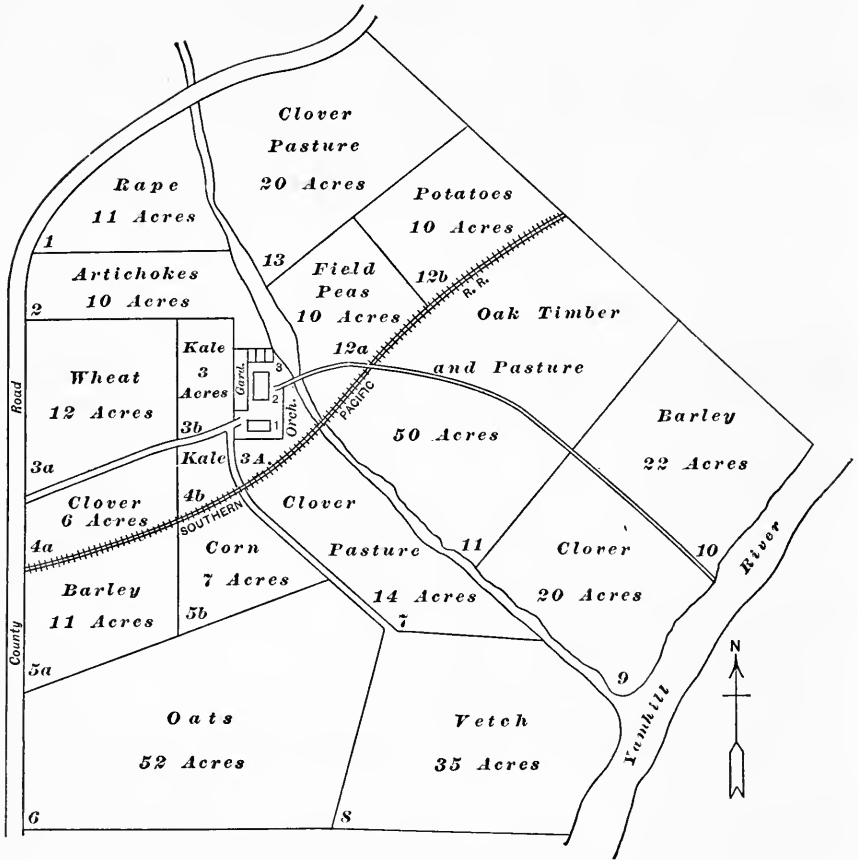 Clover
Pasture
20 Acres
13
Rape
11 Acres
1
Potatoes
10 Acres
12b
R. R.
Artichokes
10 Acres
2
Field
Peas
10 Acres
12a
Oak Timber
and Pasture
50 Acres
11
Kale
3
Acres
3b
Gard.
3
2
1
Orch.
Wheat
12 Acres
3a
Road
PACIFIC
Barley
22 Acres
10
Kale 3A.
4b
SOUTHERN
Clover
6 Acres
4a
Clover
Pasture
14 Acres
7
Clover
20 Acres
9
River
Corn
7 Acres
5b
Barley
11 Acres
5a
County
N
Yamhill
Oats
52 Acres
6
Vetch
35 Acres
8